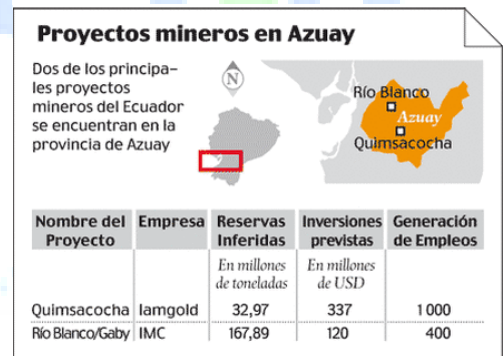 Proyectos mineros en Azuay
Dos de los principa–
les proyectos
mineros del Ecuador
se encuentran en la
provincia de Azuay
N
Río Blanco
Azuay
Quimsacocha
Nombre del Proyecto Empresa Reservas Inferidas Inversiones previstas Generación de Empleos
En millones de toneladas En millones de USD
Quimsacocha Iamgold 32,97 337 1 000
Río Blanco/Gaby IMC 167,89 120 400